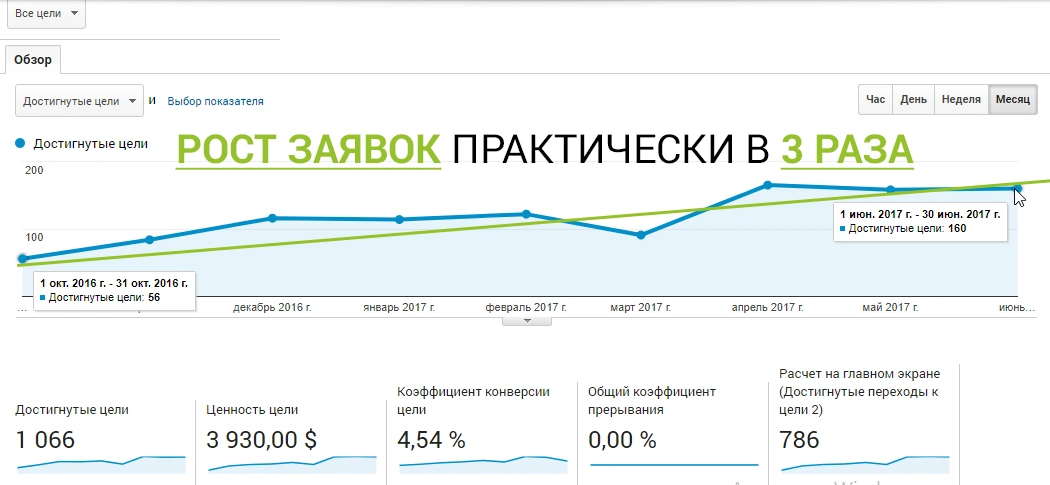 Все цели
Обзор
Достигнутые цели и Выбор показателя
Час День Неделя Месяц
Достигнутые цели
РОСТ ЗАЯВОК ПРАКТИЧЕСКИ В 3 РАЗА
200
100
1 июн. 2017 г. - 30 июн. 2017 г.
Достигнутые цели: 160
1 окт. 2016 г. - 31 окт. 2016 г.
Достигнутые цели: 56
... декабрь 2016 г. январь 2017 г. февраль 2017 г. март 2017 г. апрель 2017 г. май 2017 г. июнь...
Достигнутые цели
1 066
Ценность цели
3 930,00 $
Коэффициент конверсии
цели
4,54 %
Общий коэффициент
прерывания
0,00 %
Расчет на главном экране
(Достигнутые переходы к
цели 2)
786